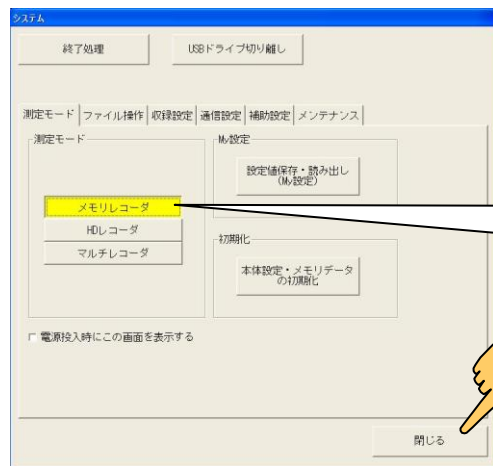 システム
終了処理
USBドライブ切り離し
測定モード ファイル操作 収録設定 通信設定 補助設定 メンテナンス
測定モード
メモリレコーダ
HDレコーダ
マルチレコーダ
My設定
設定値保存・読み出し
(My設定)
初期化
本体設定・メモリデータ
の初期化
電源投入時にこの画面を表示する
閉じる